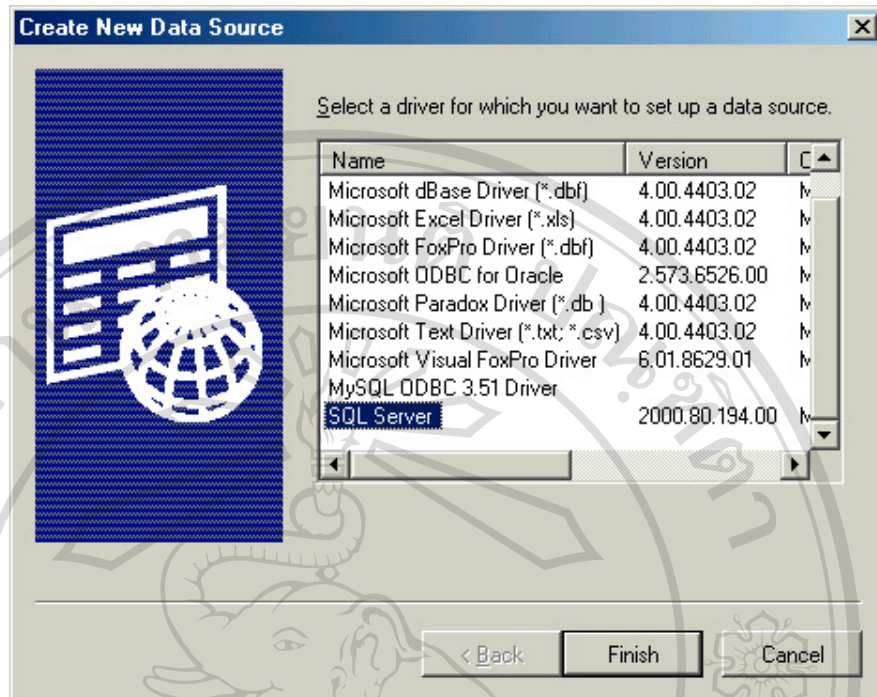 Create New Data Source
Select a driver for which you want to set up a data source.
Name Version
Microsoft dBase Driver (*.dbf) 4.00.4403.02
Microsoft Excel Driver (*.xls) 4.00.4403.02
Microsoft FoxPro Driver (*.dbf) 4.00.4403.02
Microsoft ODBC for Oracle 2.573.6526.00
Microsoft Paradox Driver (*.db ) 4.00.4403.02
Microsoft Text Driver (*.txt; *.csv) 4.00.4403.02
Microsoft Visual FoxPro Driver 6.01.8629.01
MySQL ODBC 3.51 Driver
SQL Server 2000.80.194.00
< Back Finish Cancel